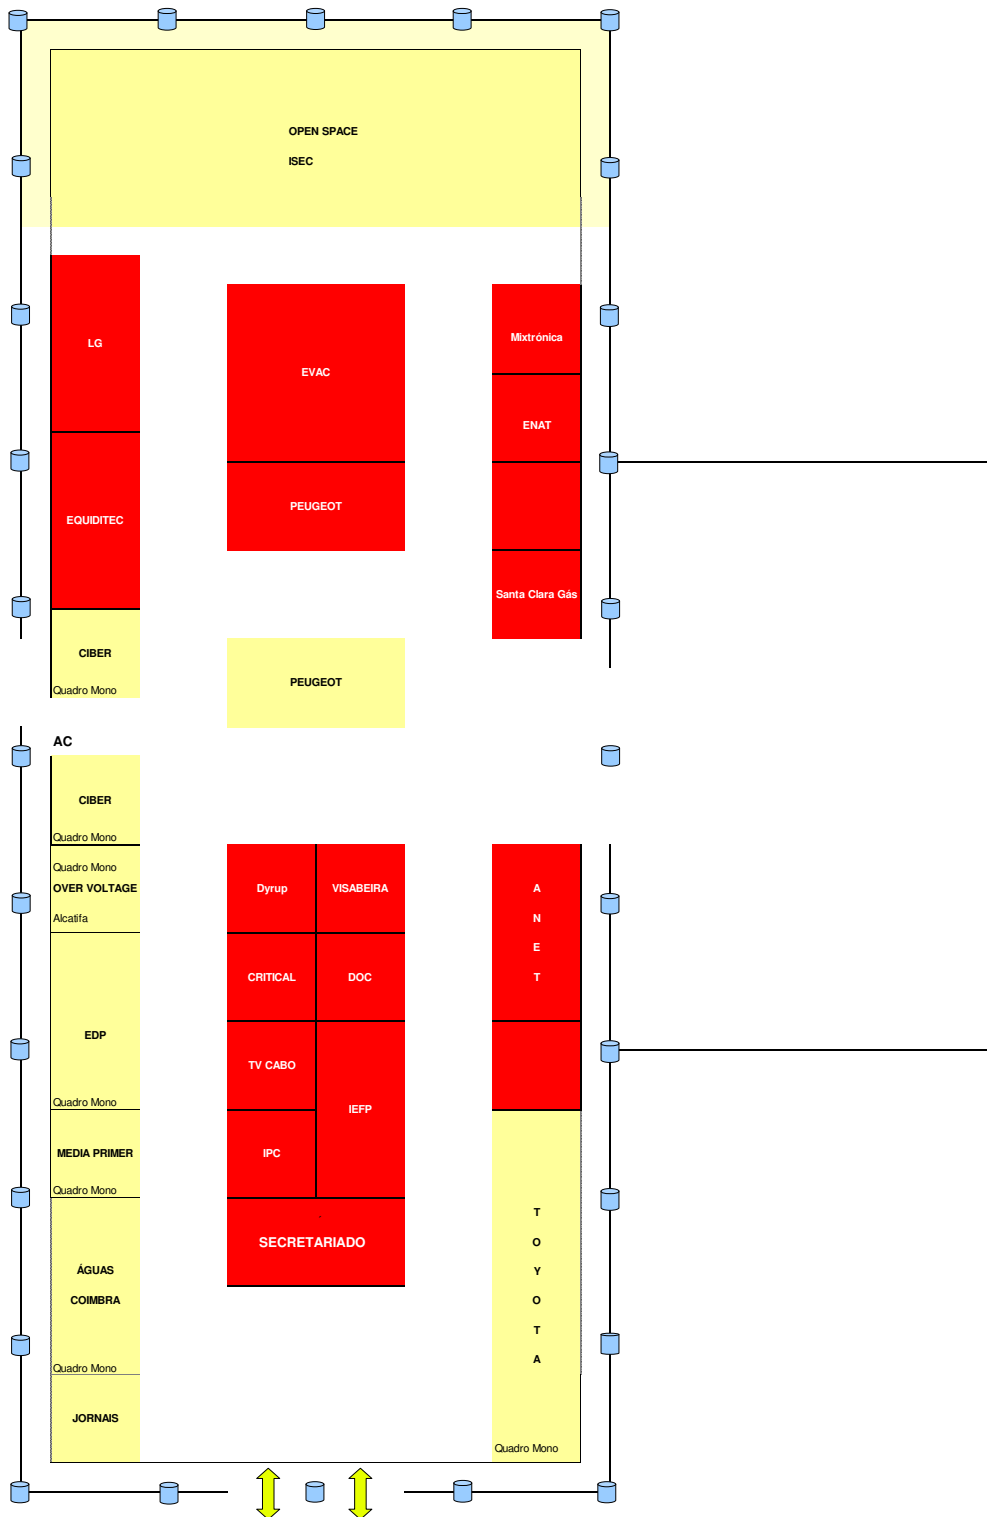 OPEN SPACE
ISEC
LG
EVAC
Mixtrónica
ENAT
EQUIDITEC
PEUGEOT
Santa Clara Gás
CIBER
Quadro Mono
PEUGEOT
AC
CIBER
Quadro Mono
Quadro Mono
OVER VOLTAGE
Alcatifa
Dyrup
VISABEIRA
A
N
E
T
CRITICAL
DOC
EDP
Quadro Mono
TV CABO
IEFP
MEDIA PRIMER
Quadro Mono
IPC
SECRETARIADO
T
O
Y
O
T
A
Quadro Mono
ÁGUAS
COIMBRA
Quadro Mono
JORNAIS